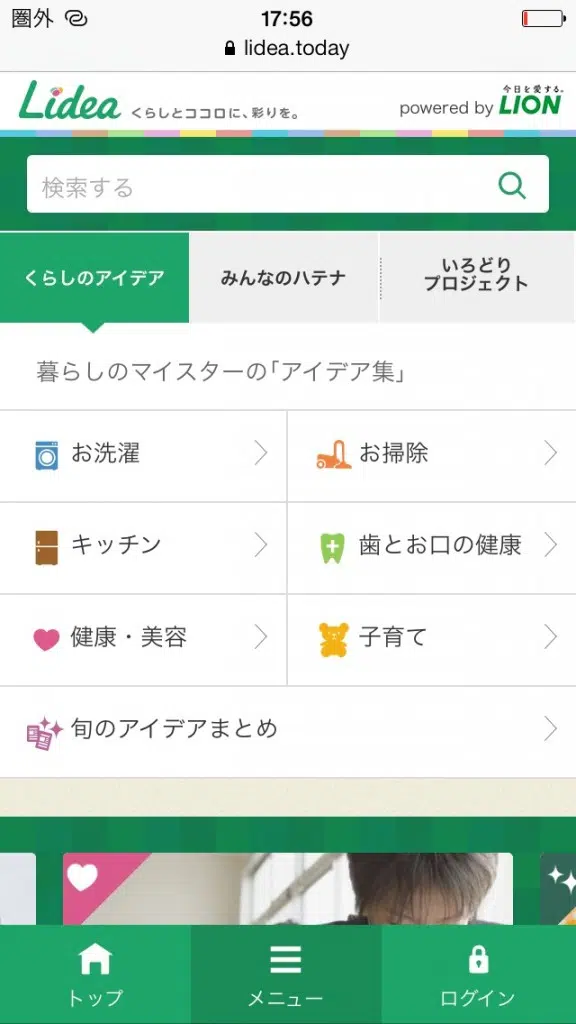 圏外 17:56
lidea.today
Lidea くらしとココロに、彩りを。 powered by 今日を愛する。 LION
検索する
くらしのアイデア みんなのハテナ いろどり
プロジェクト
暮らしのマイスターの「アイデア集」
お洗濯 お掃除
キッチン 歯とお口の健康
健康・美容 子育て
旬のアイデアまとめ
トップ メニュー ログイン